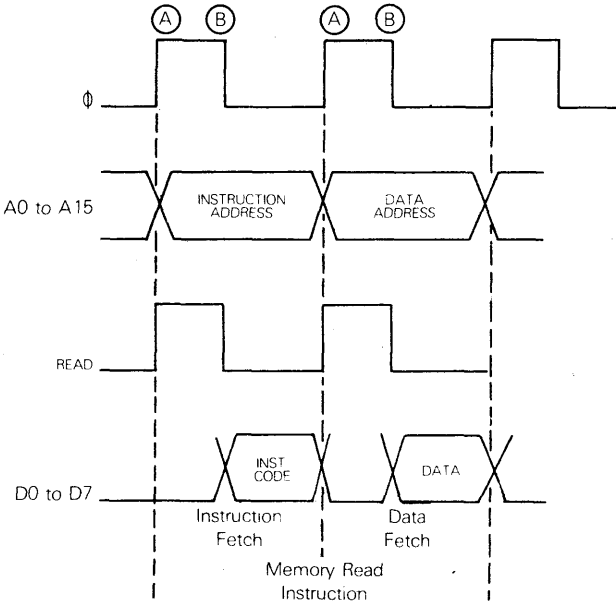 A B A B
Φ
A0 to A15
INSTRUCTION
ADDRESS
DATA
ADDRESS
READ
D0 to D7
INST
CODE
DATA
Instruction
Fetch
Data
Fetch
Memory Read
Instruction